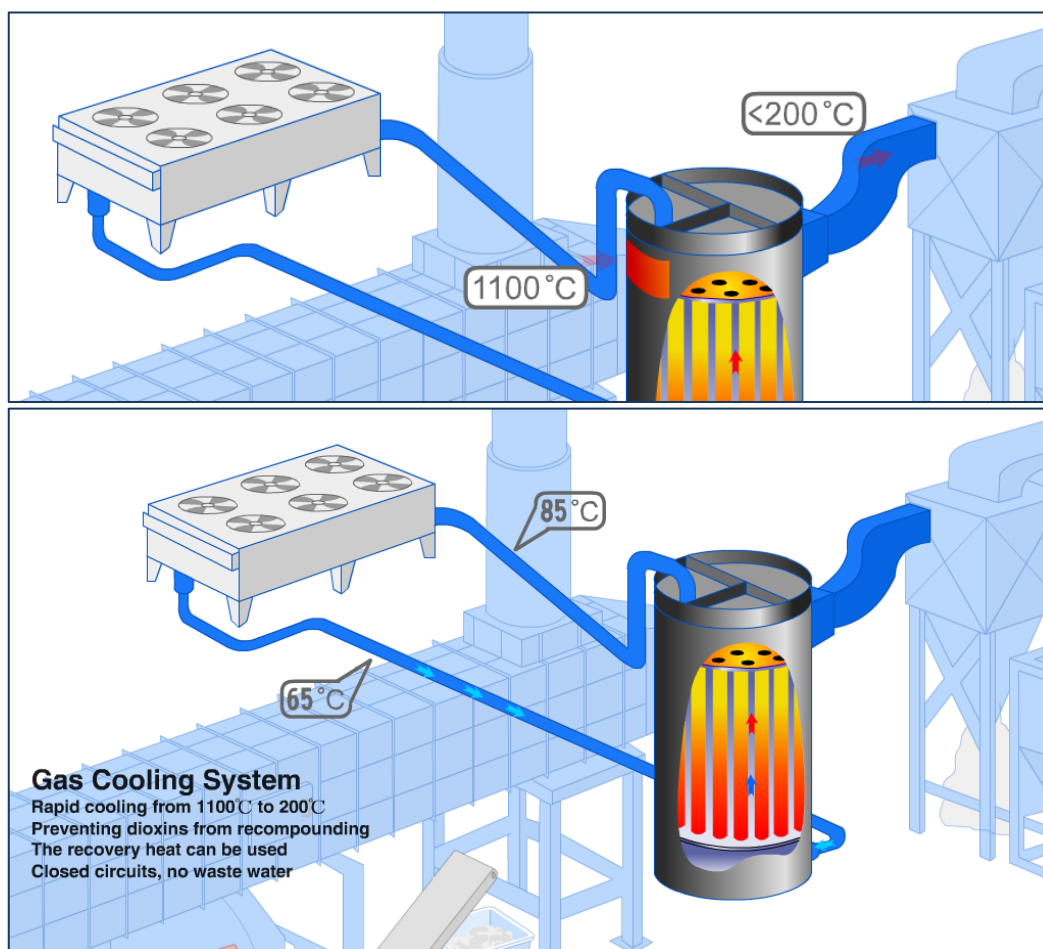 <200°C
1100°C
85°C
65°C
Gas Cooling System
Rapid cooling from 1100℃ to 200℃
Preventing dioxins from recompounding
The recovery heat can be used
Closed circuits, no waste water